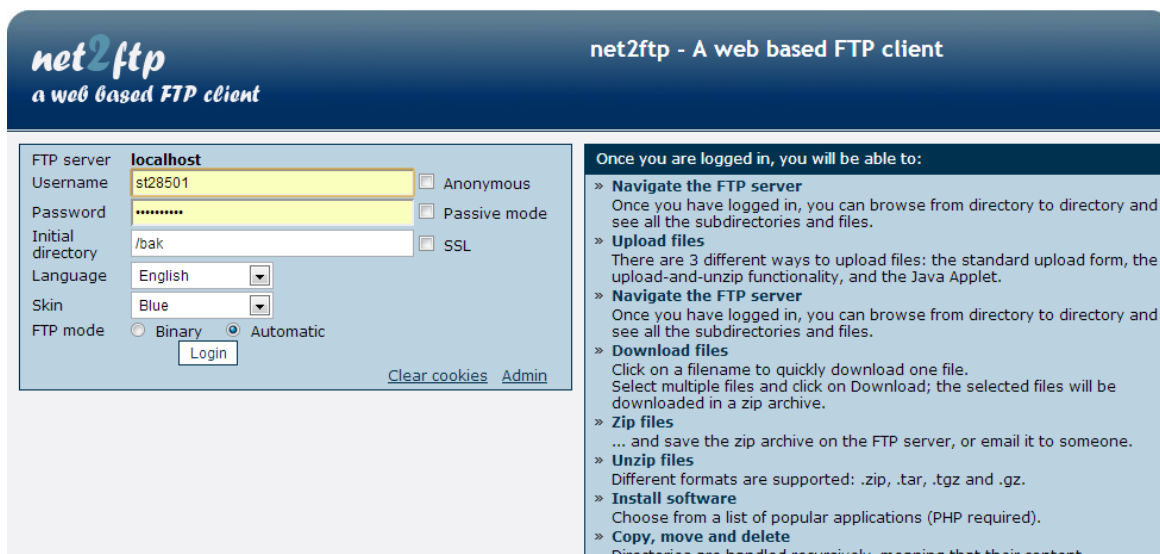 net2ftp
a web based FTP client
net2ftp - A web based FTP client
FTP server localhost
Username st28501 Anonymous
Password •••••••••• Passive mode
Initial directory /bak SSL
Language English
Skin Blue
FTP mode Binary Automatic
Login
Clear cookies Admin
Once you are logged in, you will be able to:
» Navigate the FTP server
Once you have logged in, you can browse from directory to directory and
see all the subdirectories and files.
» Upload files
There are 3 different ways to upload files: the standard upload form, the
upload-and-unzip functionality, and the Java Applet.
» Navigate the FTP server
Once you have logged in, you can browse from directory to directory and
see all the subdirectories and files.
» Download files
Click on a filename to quickly download one file.
Select multiple files and click on Download; the selected files will be
downloaded in a zip archive.
» Zip files
... and save the zip archive on the FTP server, or email it to someone.
» Unzip files
Different formats are supported: .zip, .tar, .tgz and .gz.
» Install software
Choose from a list of popular applications (PHP required).
» Copy, move and delete
Directories are handled recursively, meaning that their content